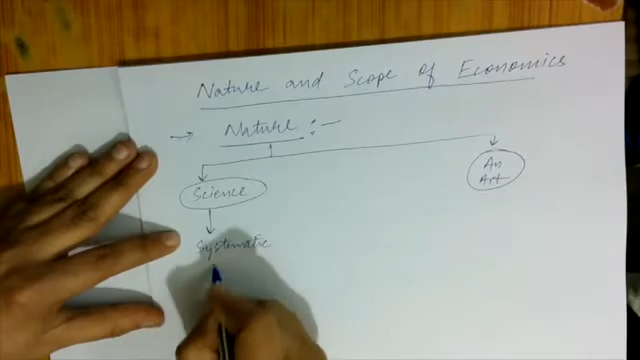 Nature and Scope of Economics
Nature :-
Science
An
Art
Systematic